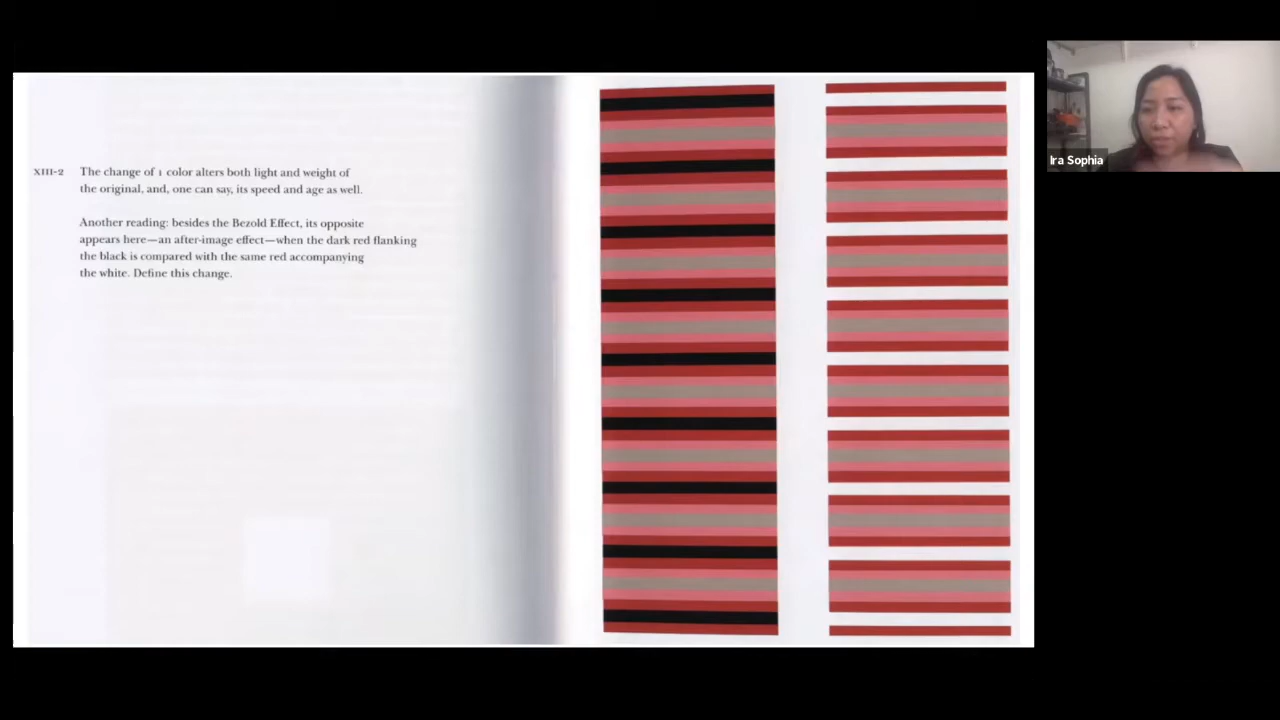 XIII-2 The change of 1 color alters both light and weight of
the original, and, one can say, its speed and age as well.
Another reading: besides the Bezold Effect, its opposite
appears here—an after-image effect—when the dark red flanking
the black is compared with the same red accompanying
the white. Define this change.
Ira Sophia